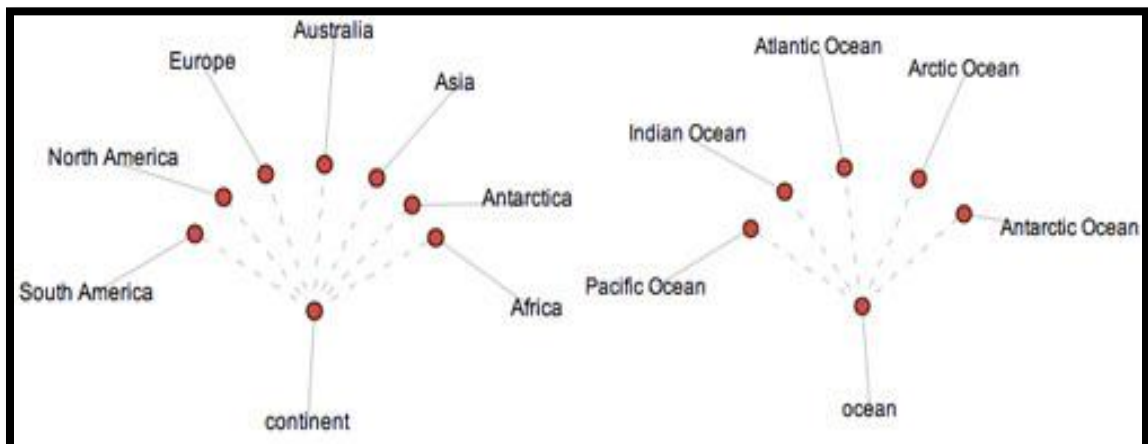 Australia
Europe
Asia
North America
Antarctica
South America
Africa
continent
Atlantic Ocean
Arctic Ocean
Indian Ocean
Antarctic Ocean
Pacific Ocean
ocean